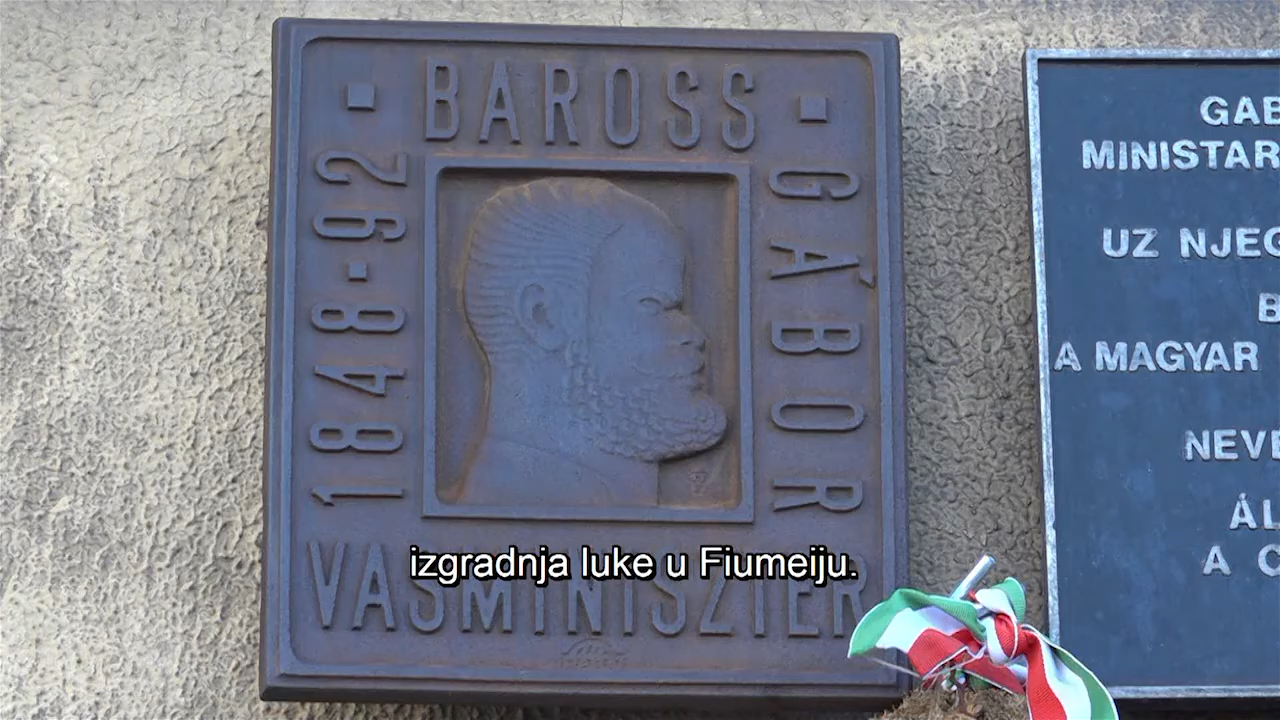 BAROSS
GÁBOR
1848-92
VASMINISZTER
izgradnja luke u Fiumeiju.
GAB
MINISTAR
UZ NJEG
B
A MAGYAR
NEVE
ÁL
A C